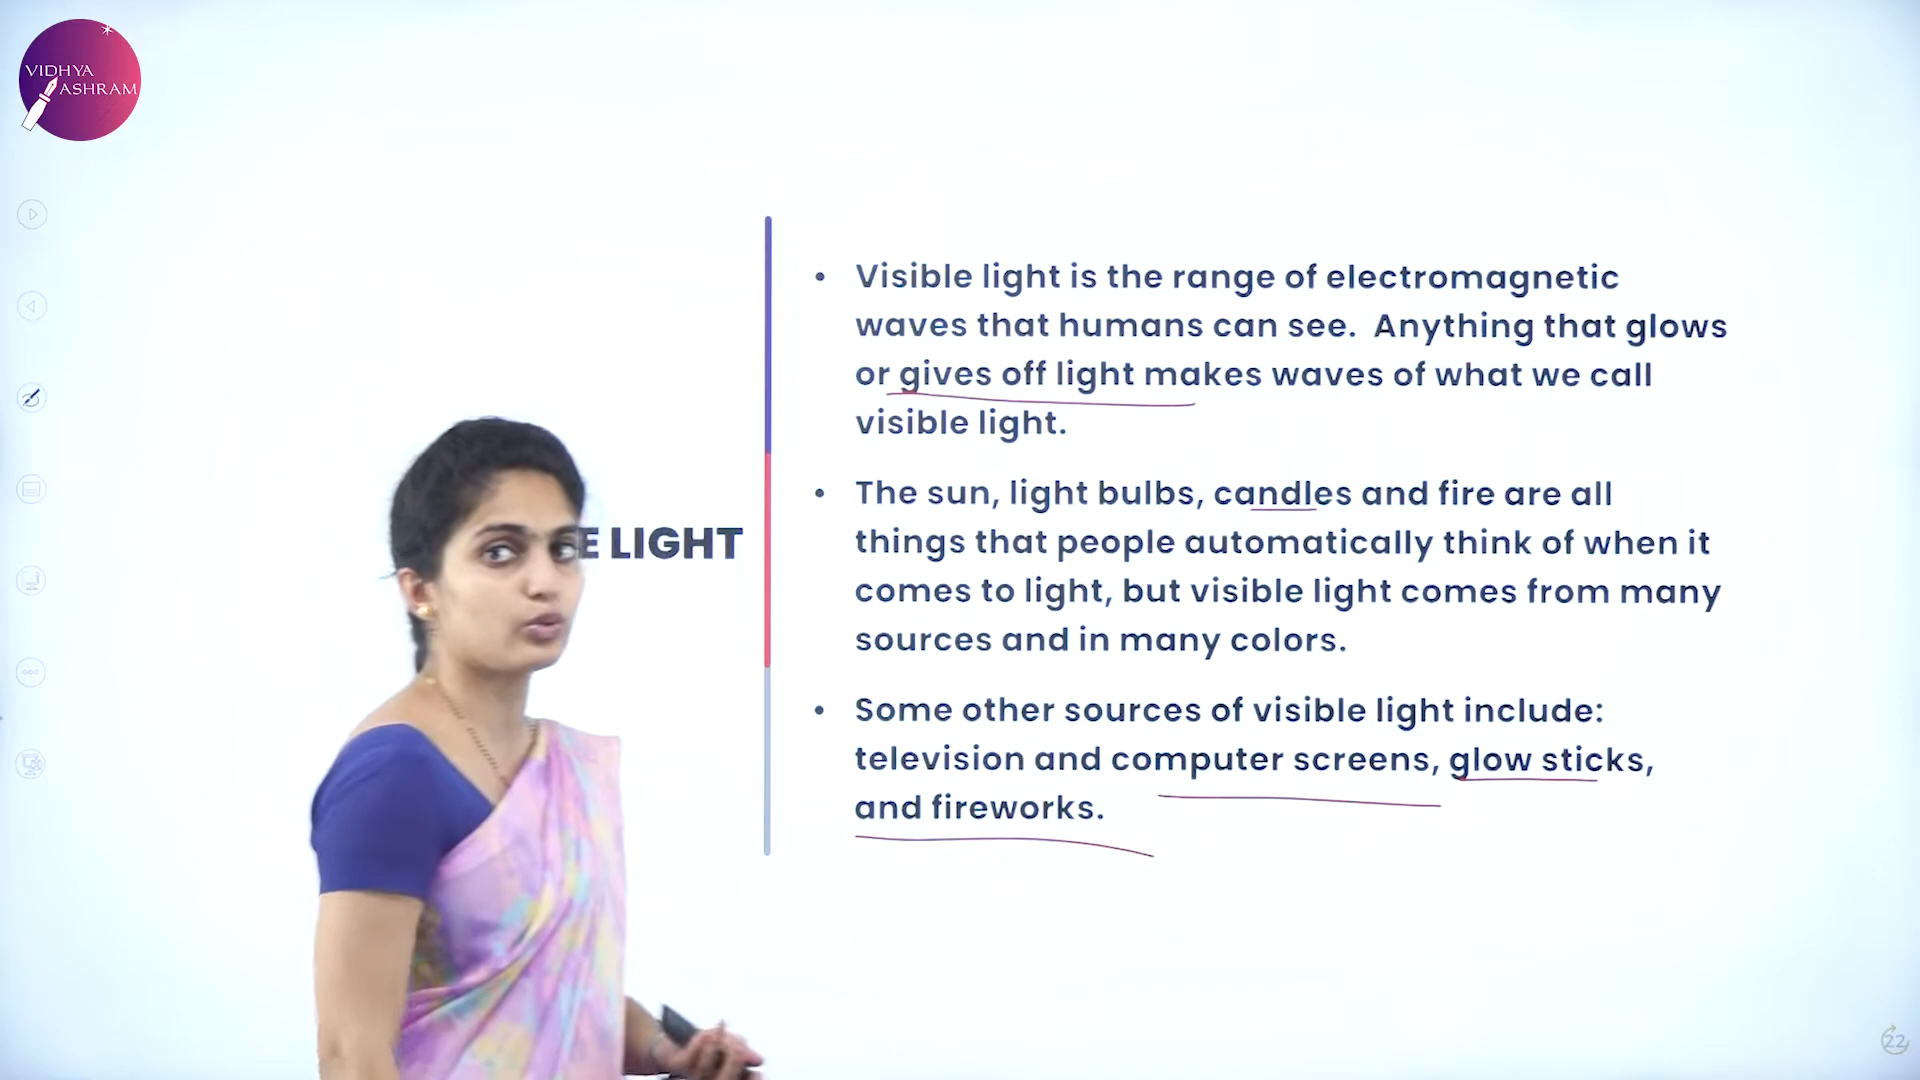 VIDHYA
ASHRAM
E LIGHT
• Visible light is the range of electromagnetic
waves that humans can see. Anything that glows
or gives off light makes waves of what we call
visible light.
• The sun, light bulbs, candles and fire are all
things that people automatically think of when it
comes to light, but visible light comes from many
sources and in many colors.
• Some other sources of visible light include:
television and computer screens, glow sticks,
and fireworks.
22